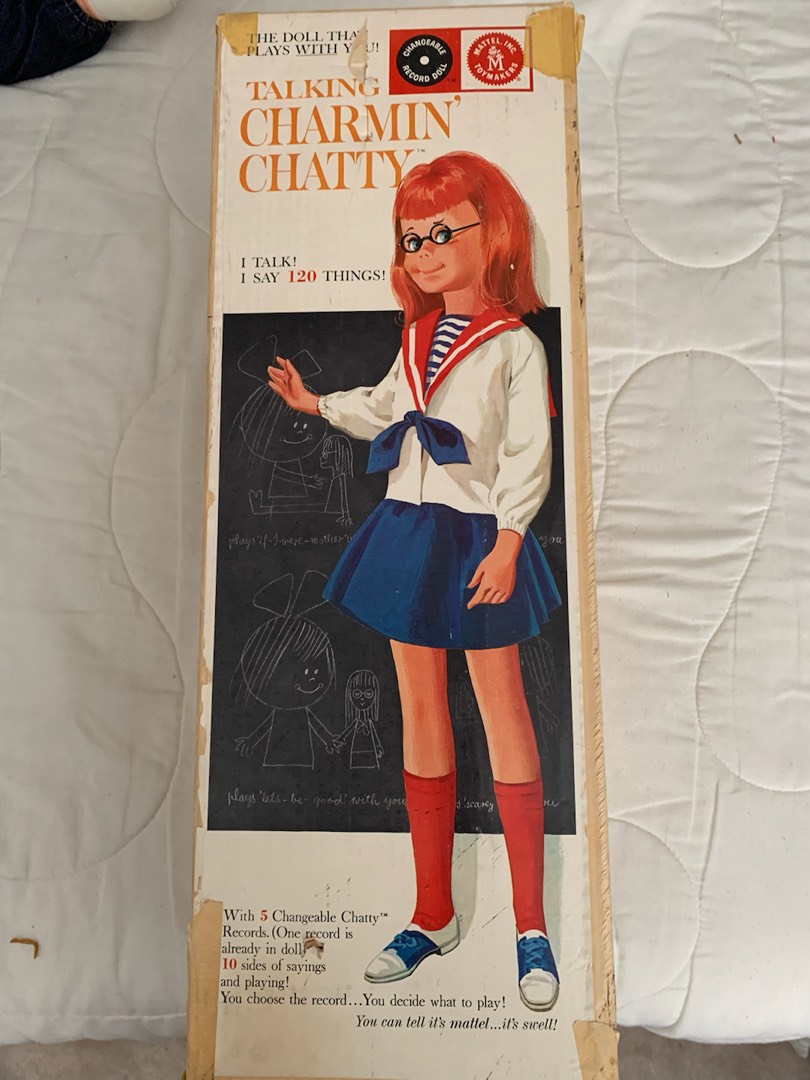 THE DOLL THAT
PLAYS WITH YOU!
CHANGEABLE
RECORD DOLL
MATTEL, INC.
TOYMAKERS
M
TALKING
CHARMIN'
CHATTY™
I TALK!
I SAY 120 THINGS!
plays 'if-I-were-mother' you
plays 'lets-be-good' with you 'scarey
With 5 Changeable Chatty™
Records. (One record is
already in doll)
10 sides of sayings
and playing!
You choose the record...You decide what to play!
You can tell it's mattel...it's swell!